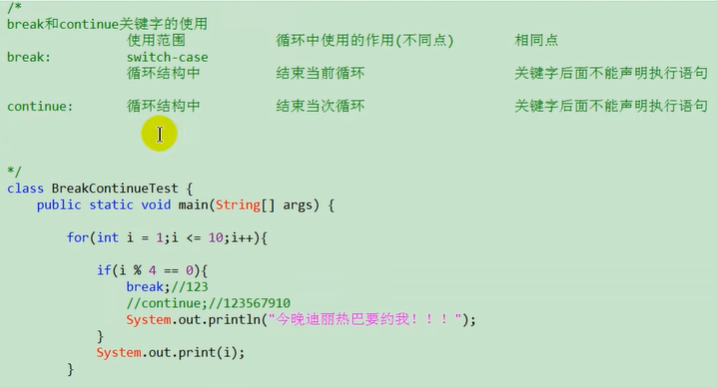 /*
break和continue关键字的使用
使用范围 循环中使用的作用(不同点) 相同点
break: switch-case
循环结构中 结束当前循环 关键字后面不能声明执行语句
continue: 循环结构中 结束当次循环 关键字后面不能声明执行语句
*/
class BreakContinueTest {
public static void main(String[] args) {
for(int i = 1;i <= 10;i++){
if(i % 4 == 0){
break;//123
//continue;//123567910
System.out.println("今晚迪丽热巴要约我！！！");
}
System.out.print(i);
}